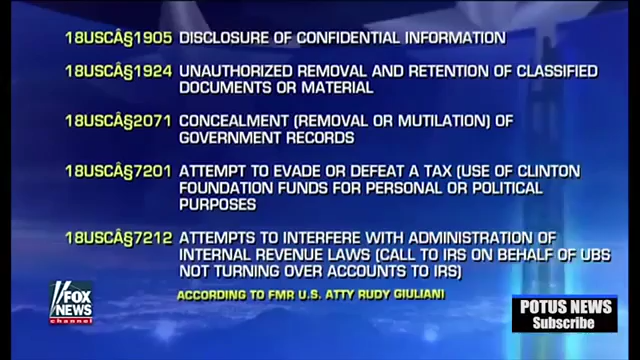 18USCÂ§1905 DISCLOSURE OF CONFIDENTIAL INFORMATION
18USCÂ§1924 UNAUTHORIZED REMOVAL AND RETENTION OF CLASSIFIED
DOCUMENTS OR MATERIAL
18USCÂ§2071 CONCEALMENT (REMOVAL OR MUTILATION) OF
GOVERNMENT RECORDS
18USCÂ§7201 ATTEMPT TO EVADE OR DEFEAT A TAX (USE OF CLINTON
FOUNDATION FUNDS FOR PERSONAL OR POLITICAL
PURPOSES
18USCÂ§7212 ATTEMPTS TO INTERFERE WITH ADMINISTRATION OF
INTERNAL REVENUE LAWS (CALL TO IRS ON BEHALF OF UBS
NOT TURNING OVER ACCOUNTS TO IRS)
ACCORDING TO FMR U.S. ATTY RUDY GIULIANI
FOX
NEWS
channel
POTUS NEWS
Subscribe